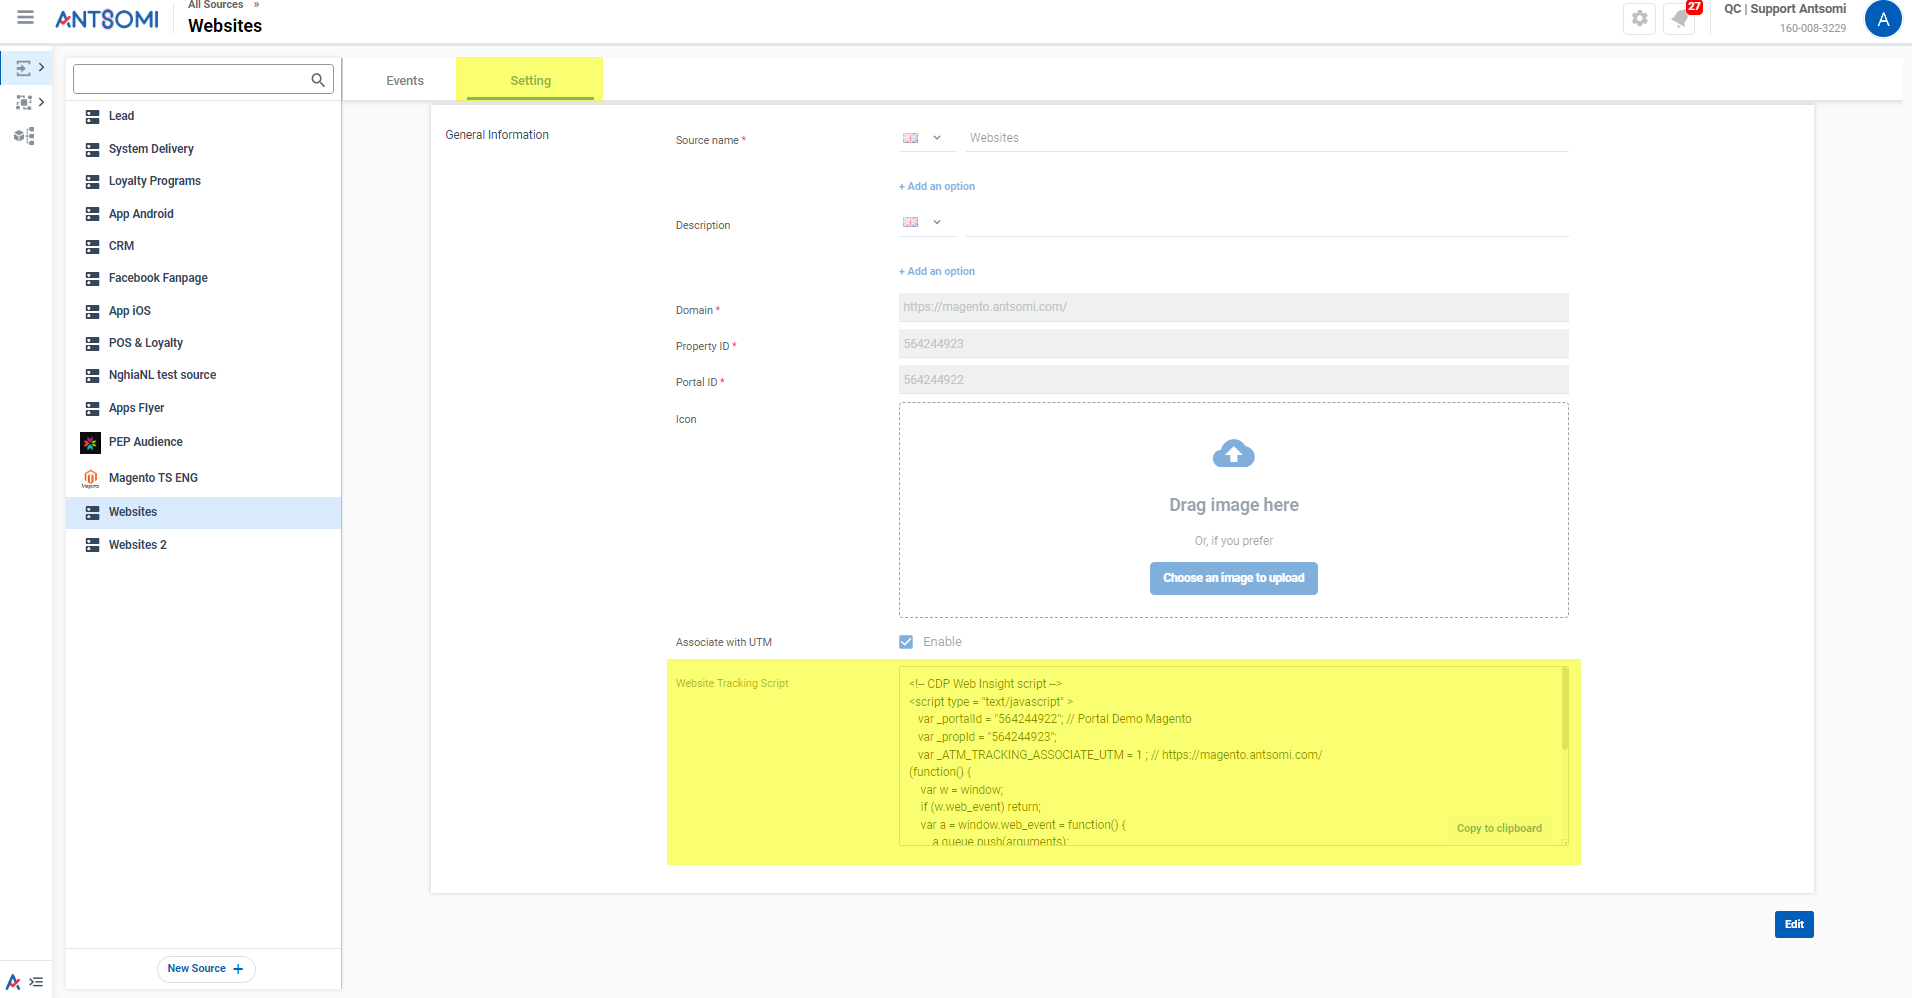 ANTSOMI
All Sources »
Websites
27
QC | Support Antsomi
160-008-3229
A
Lead
System Delivery
Loyalty Programs
App Android
CRM
Facebook Fanpage
App iOS
POS & Loyalty
NghiaNL test source
Apps Flyer
PEP Audience
Magento TS ENG
Websites
Websites 2
New Source +
Events
Setting
General Information
Source name *
Websites
+ Add an option
Description
+ Add an option
Domain *
https://magento.antsomi.com/
Property ID *
564244923
Portal ID *
564244922
Icon
Drag image here
Or, if you prefer
Choose an image to upload
Associate with UTM
Enable
Website Tracking Script
<!-- CDP Web Insight script -->
<script type = "text/javascript" >
var _portalId = "564244922"; // Portal Demo Magento
var _propId = "564244923";
var _ATM_TRACKING_ASSOCIATE_UTM = 1 ; // https://magento.antsomi.com/
(function() {
var w = window;
if (w.web_event) return;
var a = window.web_event = function() {
a.queue.push(arguments);
Copy to clipboard
Edit